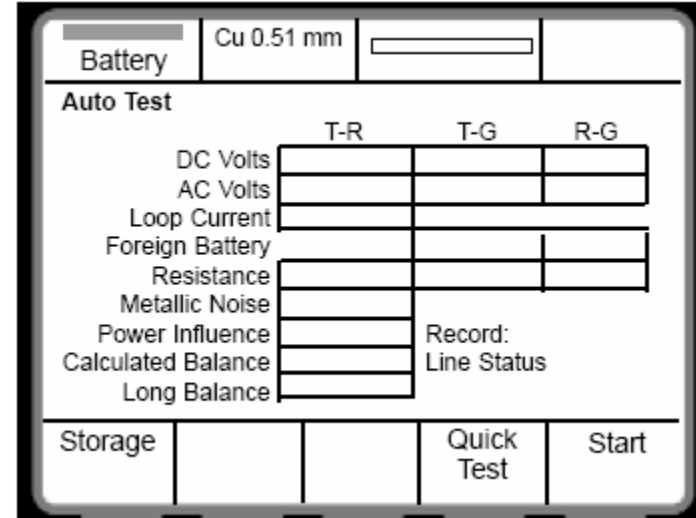 Battery
Cu 0.51 mm
Auto Test
T-R T-G R-G
DC Volts
AC Volts
Loop Current
Foreign Battery
Resistance
Metallic Noise
Power Influence Record:
Calculated Balance Line Status
Long Balance
Storage Quick Start
Test